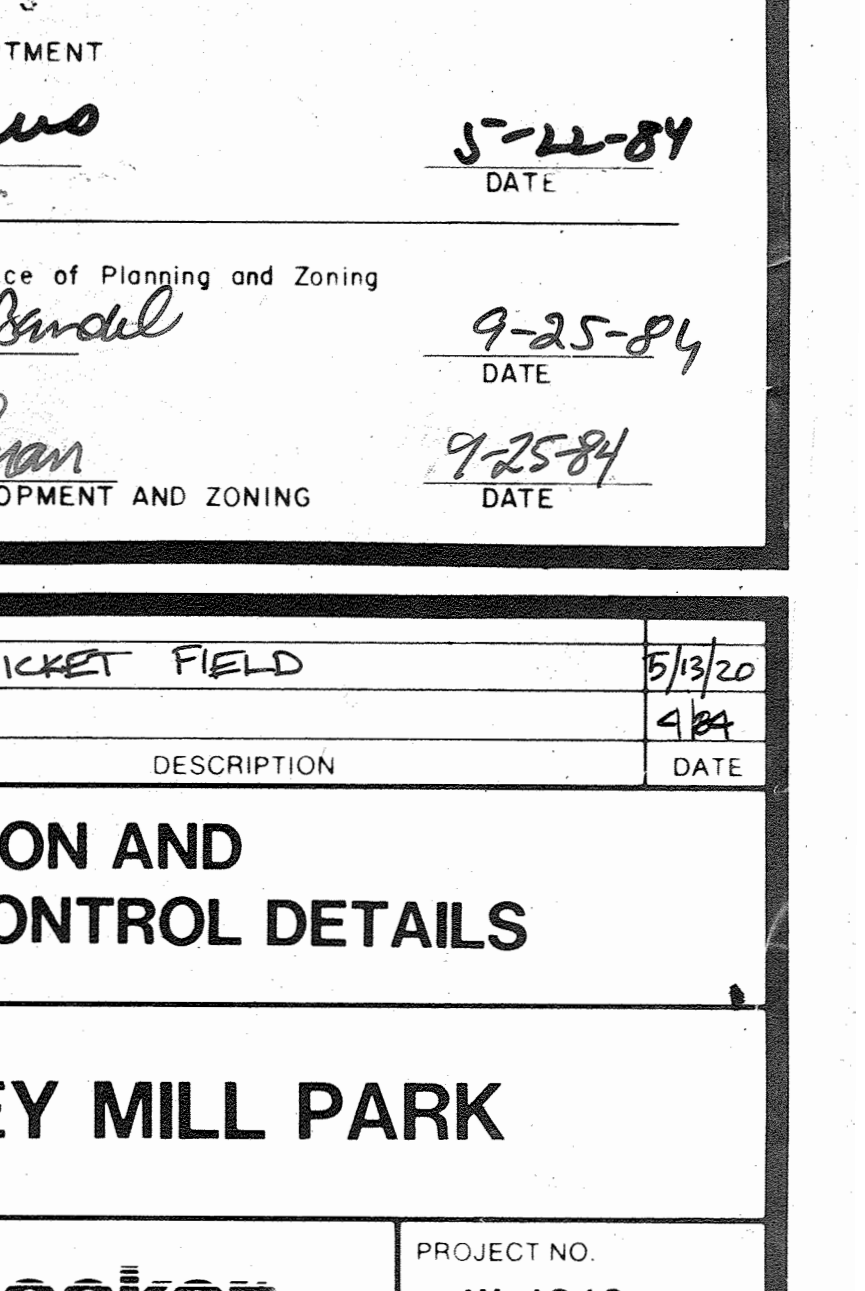 TMENT
5-22-84
DATE
ce of Planning and Zoning
9-25-84
DATE
9-25-84
OPMENT AND ZONING DATE
ICKET FIELD 5/13/20
4/84
DESCRIPTION DATE
ON AND
ONTROL DETAILS
EY MILL PARK
PROJECT NO.